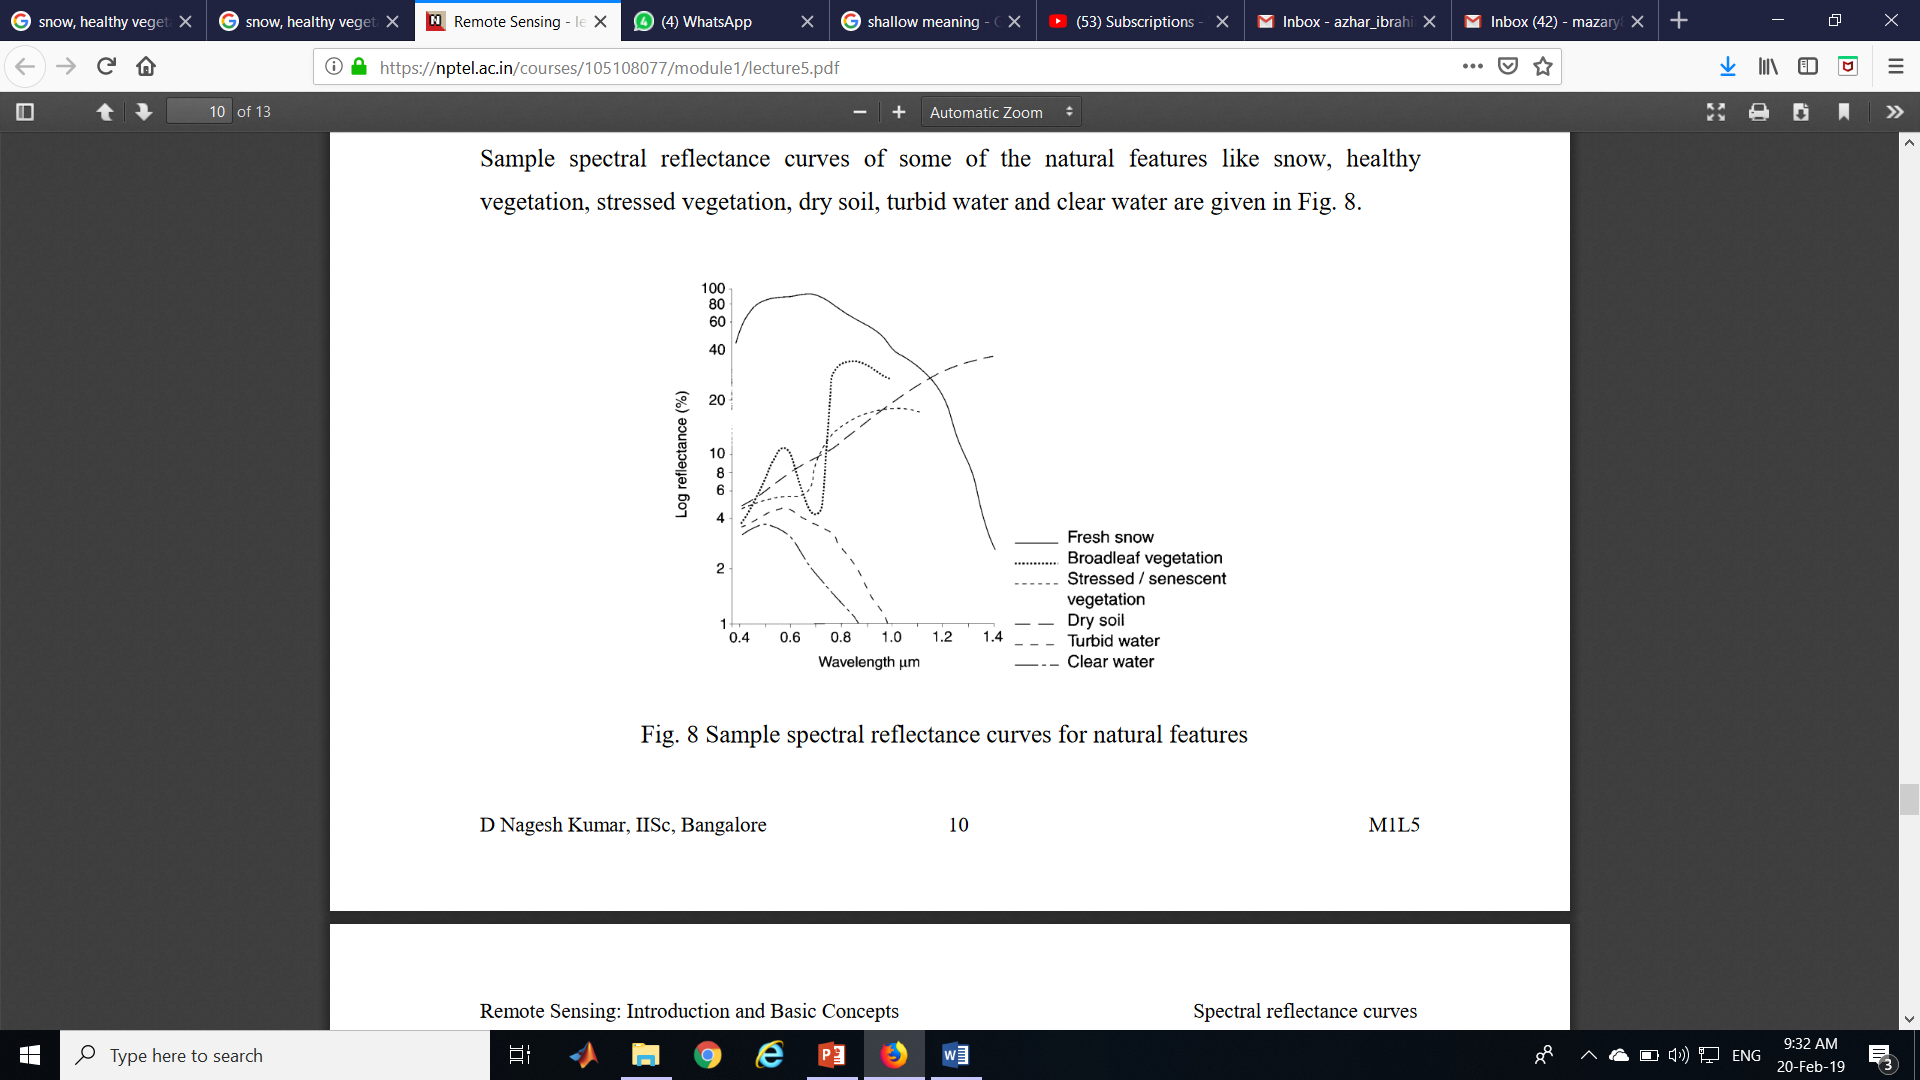 snow, healthy veget
snow, healthy veget
Remote Sensing - le
(4) WhatsApp
shallow meaning - G
(53) Subscriptions -
Inbox - azhar_ibrahi
Inbox (42) - mazary
https://nptel.ac.in/courses/105108077/module1/lecture5.pdf
10 of 13
Automatic Zoom
Sample spectral reflectance curves of some of the natural features like snow, healthy
vegetation, stressed vegetation, dry soil, turbid water and clear water are given in Fig. 8.
100
80
60
40
20
10
8
6
4
2
1
Log reflectance (%)
0.4 0.6 0.8 1.0 1.2 1.4
Wavelength µm
Fresh snow
Broadleaf vegetation
Stressed / senescent
vegetation
Dry soil
Turbid water
Clear water
Fig. 8 Sample spectral reflectance curves for natural features
D Nagesh Kumar, IISc, Bangalore 10 M1L5
Remote Sensing: Introduction and Basic Concepts Spectral reflectance curves
Type here to search
ENG
9:32 AM
20-Feb-19
3